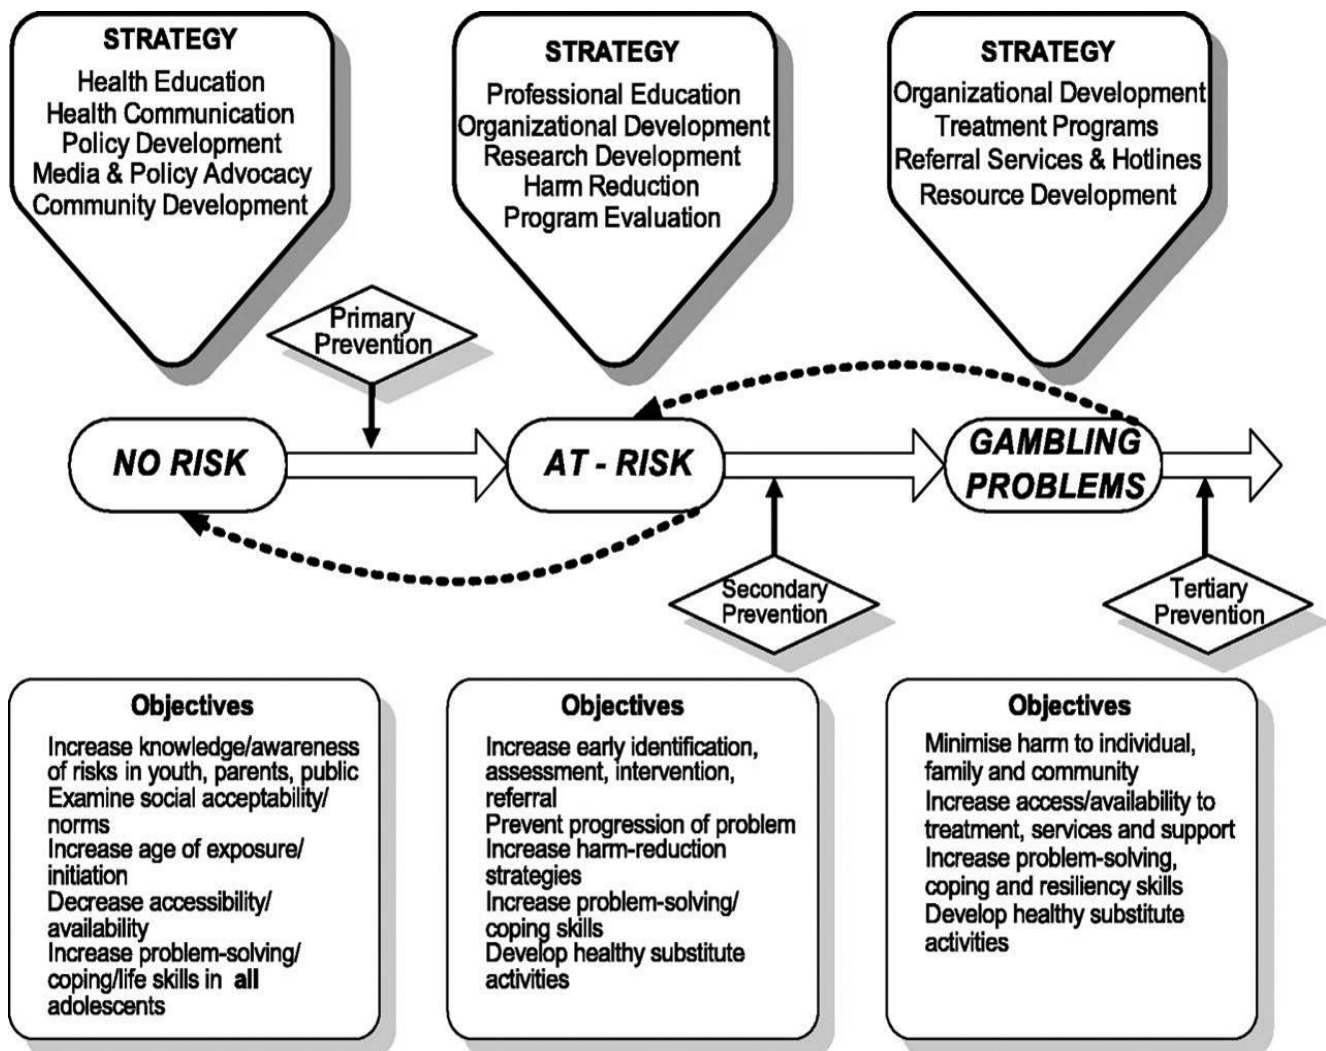 STRATEGY
Health Education
Health Communication
Policy Development
Media & Policy Advocacy
Community Development
STRATEGY
Professional Education
Organizational Development
Research Development
Harm Reduction
Program Evaluation
STRATEGY
Organizational Development
Treatment Programs
Referral Services & Hotlines
Resource Development
Primary
Prevention
NO RISK
AT - RISK
GAMBLING
PROBLEMS
Secondary
Prevention
Tertiary
Prevention
Objectives
Increase knowledge/awareness
of risks in youth, parents, public
Examine social acceptability/
norms
Increase age of exposure/
initiation
Decrease accessibility/
availability
Increase problem-solving/
coping/life skills in all
adolescents
Objectives
Increase early identification,
assessment, intervention,
referral
Prevent progression of problem
Increase harm-reduction
strategies
Increase problem-solving/
coping skills
Develop healthy substitute
activities
Objectives
Minimise harm to individual,
family and community
Increase access/availability to
treatment, services and support
Increase problem-solving,
coping and resiliency skills
Develop healthy substitute
activities